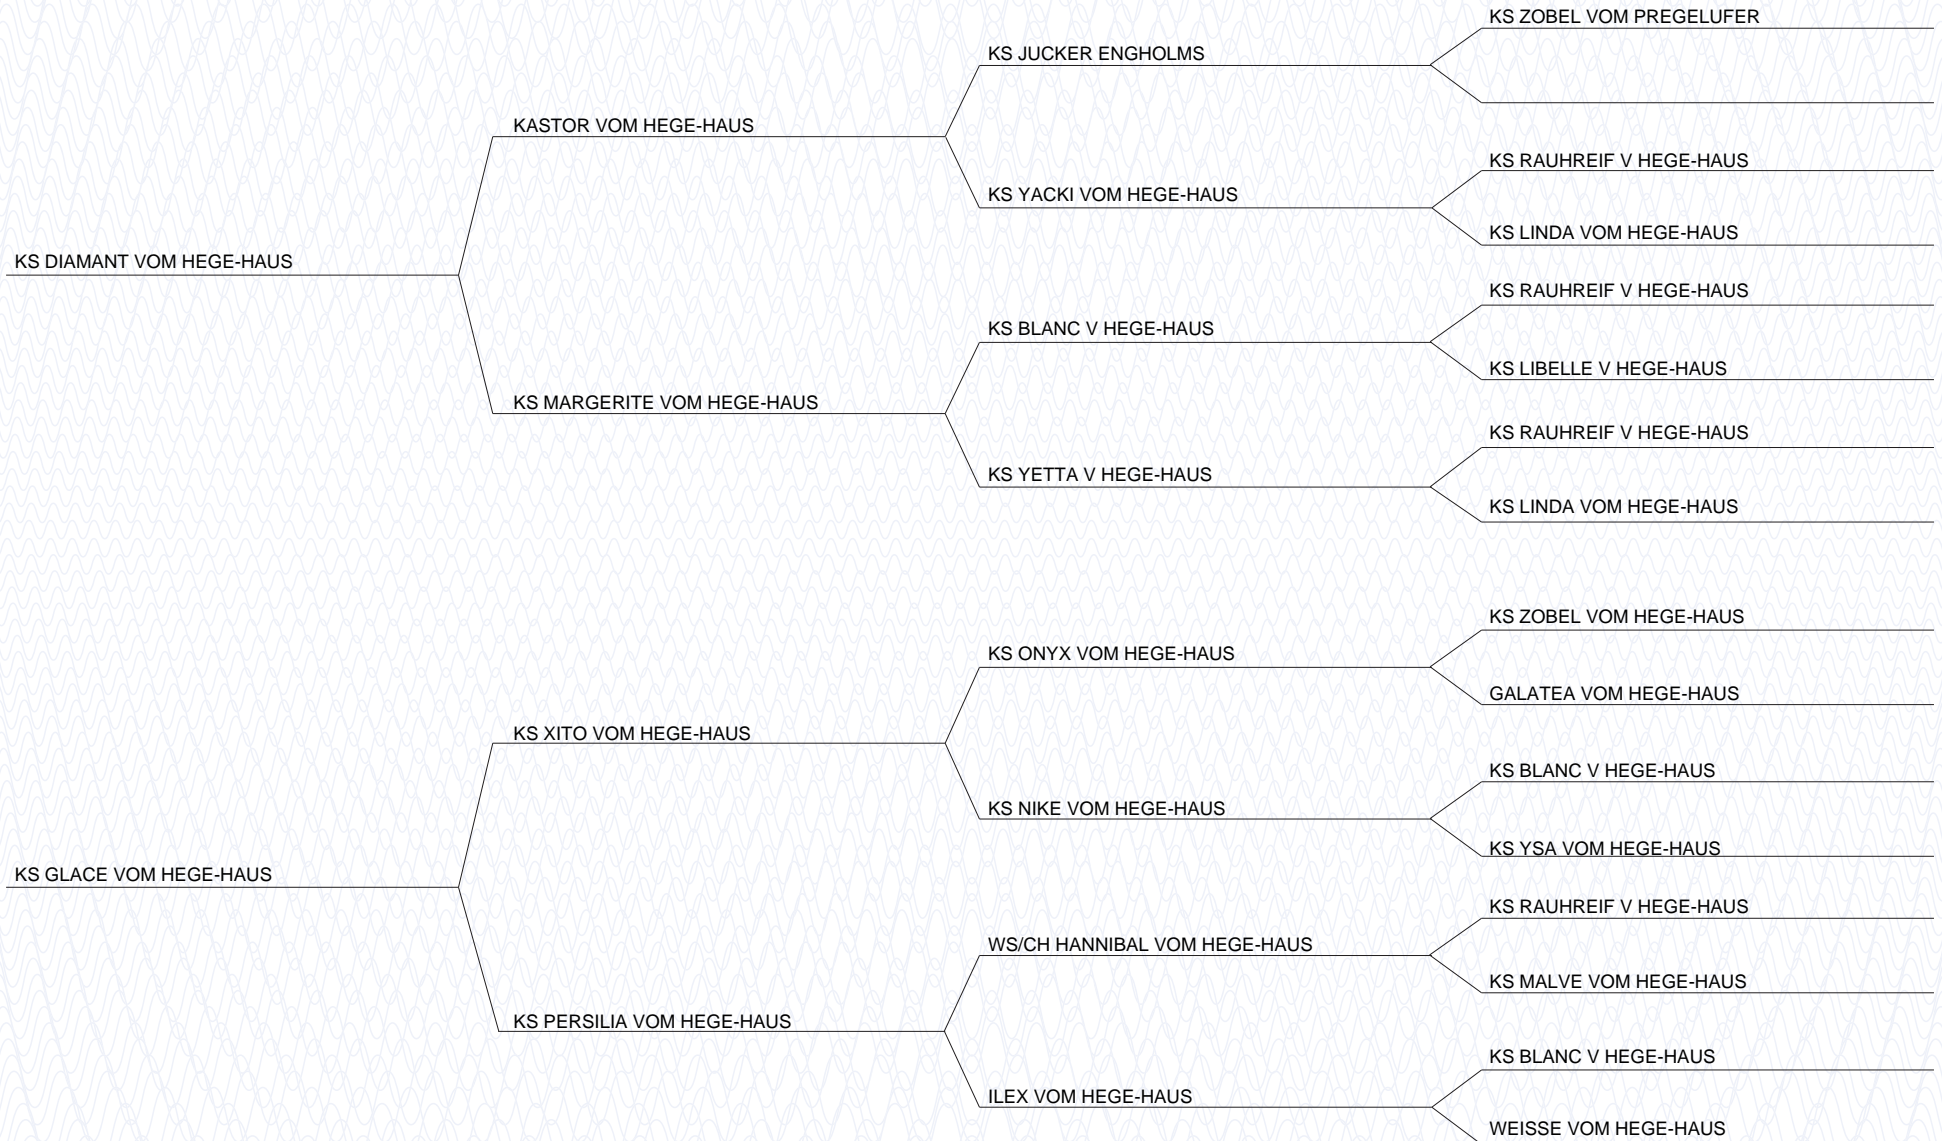 KS ZOBEL VOM PREGELUFER
KS JUCKER ENGHOLMS
KASTOR VOM HEGE-HAUS
KS RAUHREIF V HEGE-HAUS
KS YACKI VOM HEGE-HAUS
KS LINDA VOM HEGE-HAUS
KS DIAMANT VOM HEGE-HAUS
KS RAUHREIF V HEGE-HAUS
KS BLANC V HEGE-HAUS
KS LIBELLE V HEGE-HAUS
KS MARGERITE VOM HEGE-HAUS
KS RAUHREIF V HEGE-HAUS
KS YETTA V HEGE-HAUS
KS LINDA VOM HEGE-HAUS
KS ZOBEL VOM HEGE-HAUS
KS ONYX VOM HEGE-HAUS
GALATEA VOM HEGE-HAUS
KS XITO VOM HEGE-HAUS
KS BLANC V HEGE-HAUS
KS NIKE VOM HEGE-HAUS
KS YSA VOM HEGE-HAUS
KS GLACE VOM HEGE-HAUS
KS RAUHREIF V HEGE-HAUS
WS/CH HANNIBAL VOM HEGE-HAUS
KS MALVE VOM HEGE-HAUS
KS PERSILIA VOM HEGE-HAUS
KS BLANC V HEGE-HAUS
ILEX VOM HEGE-HAUS
WEISSE VOM HEGE-HAUS